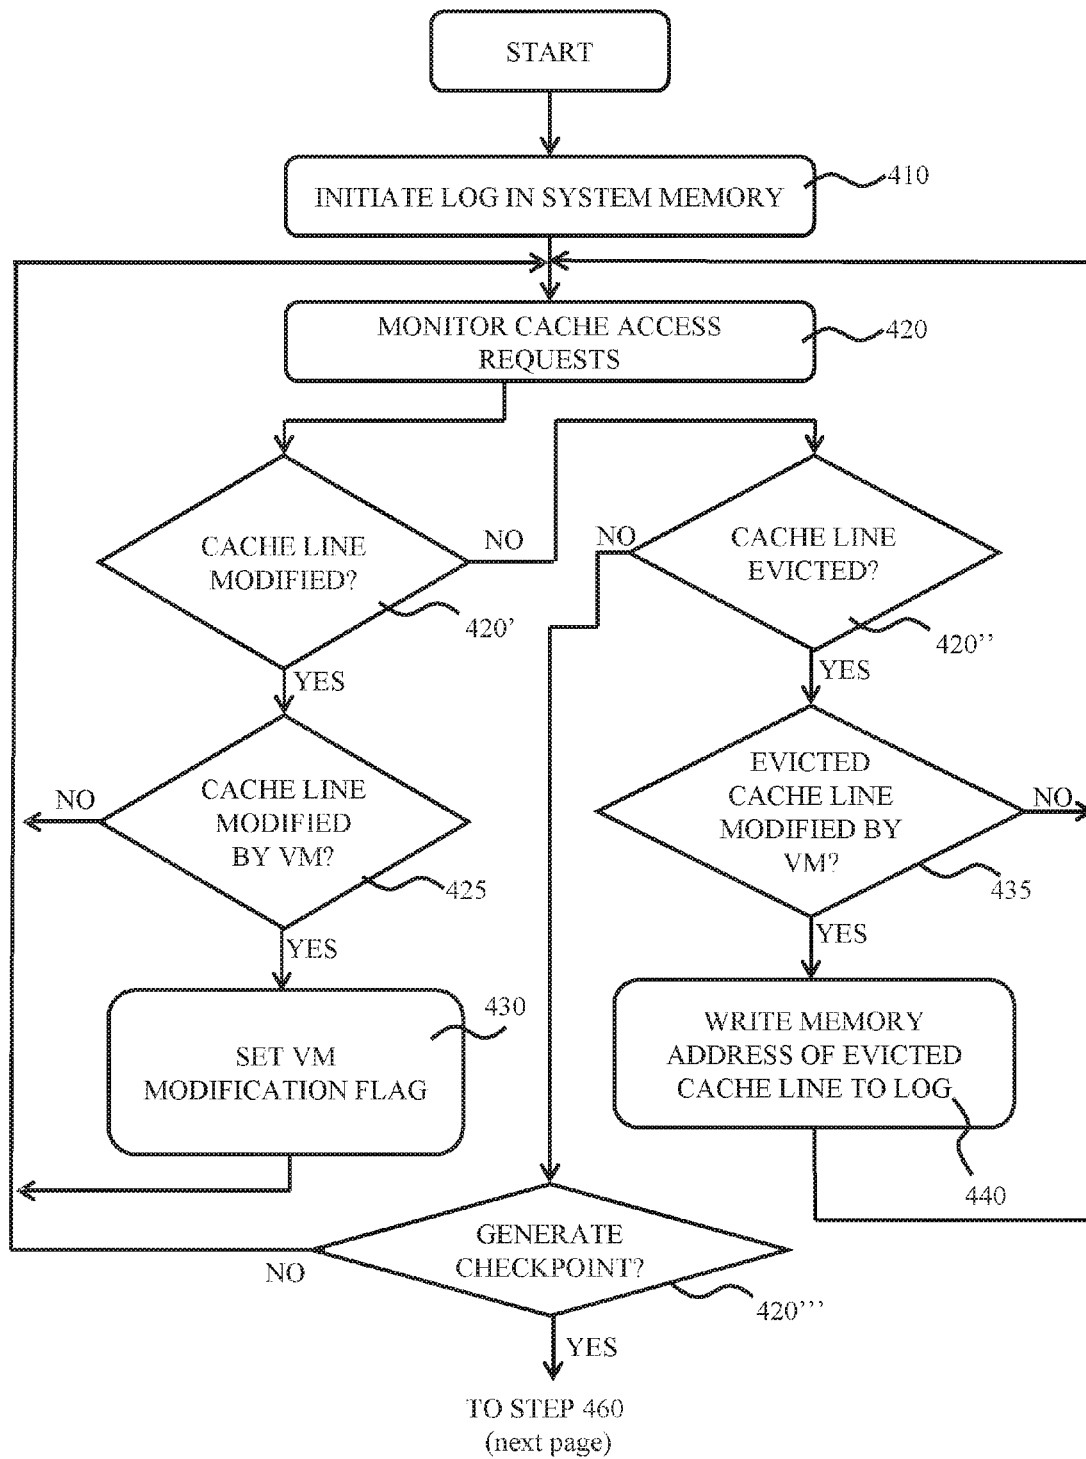 START
INITIATE LOG IN SYSTEM MEMORY
410
MONITOR CACHE ACCESS
REQUESTS
420
CACHE LINE
MODIFIED?
NO
420'
YES
NO
CACHE LINE
EVICTED?
420''
YES
CACHE LINE
MODIFIED
BY VM?
NO
425
YES
EVICTED
CACHE LINE
MODIFIED BY
VM?
NO
435
YES
430
SET VM
MODIFICATION FLAG
WRITE MEMORY
ADDRESS OF EVICTED
CACHE LINE TO LOG
440
GENERATE
CHECKPOINT?
NO
420'''
YES
TO STEP 460
(next page)